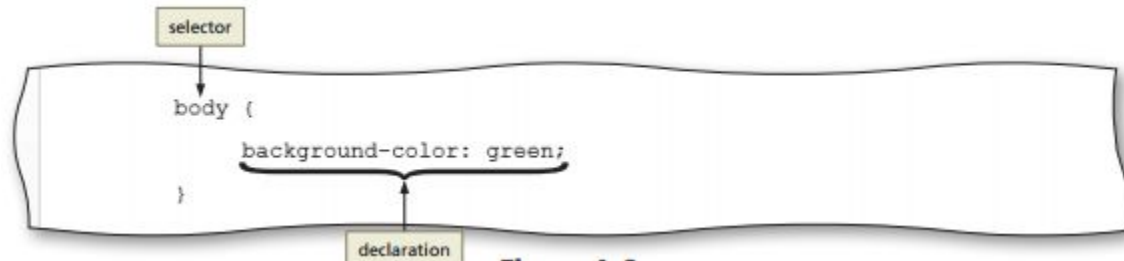 selector
body {
background-color: green;
}
declaration